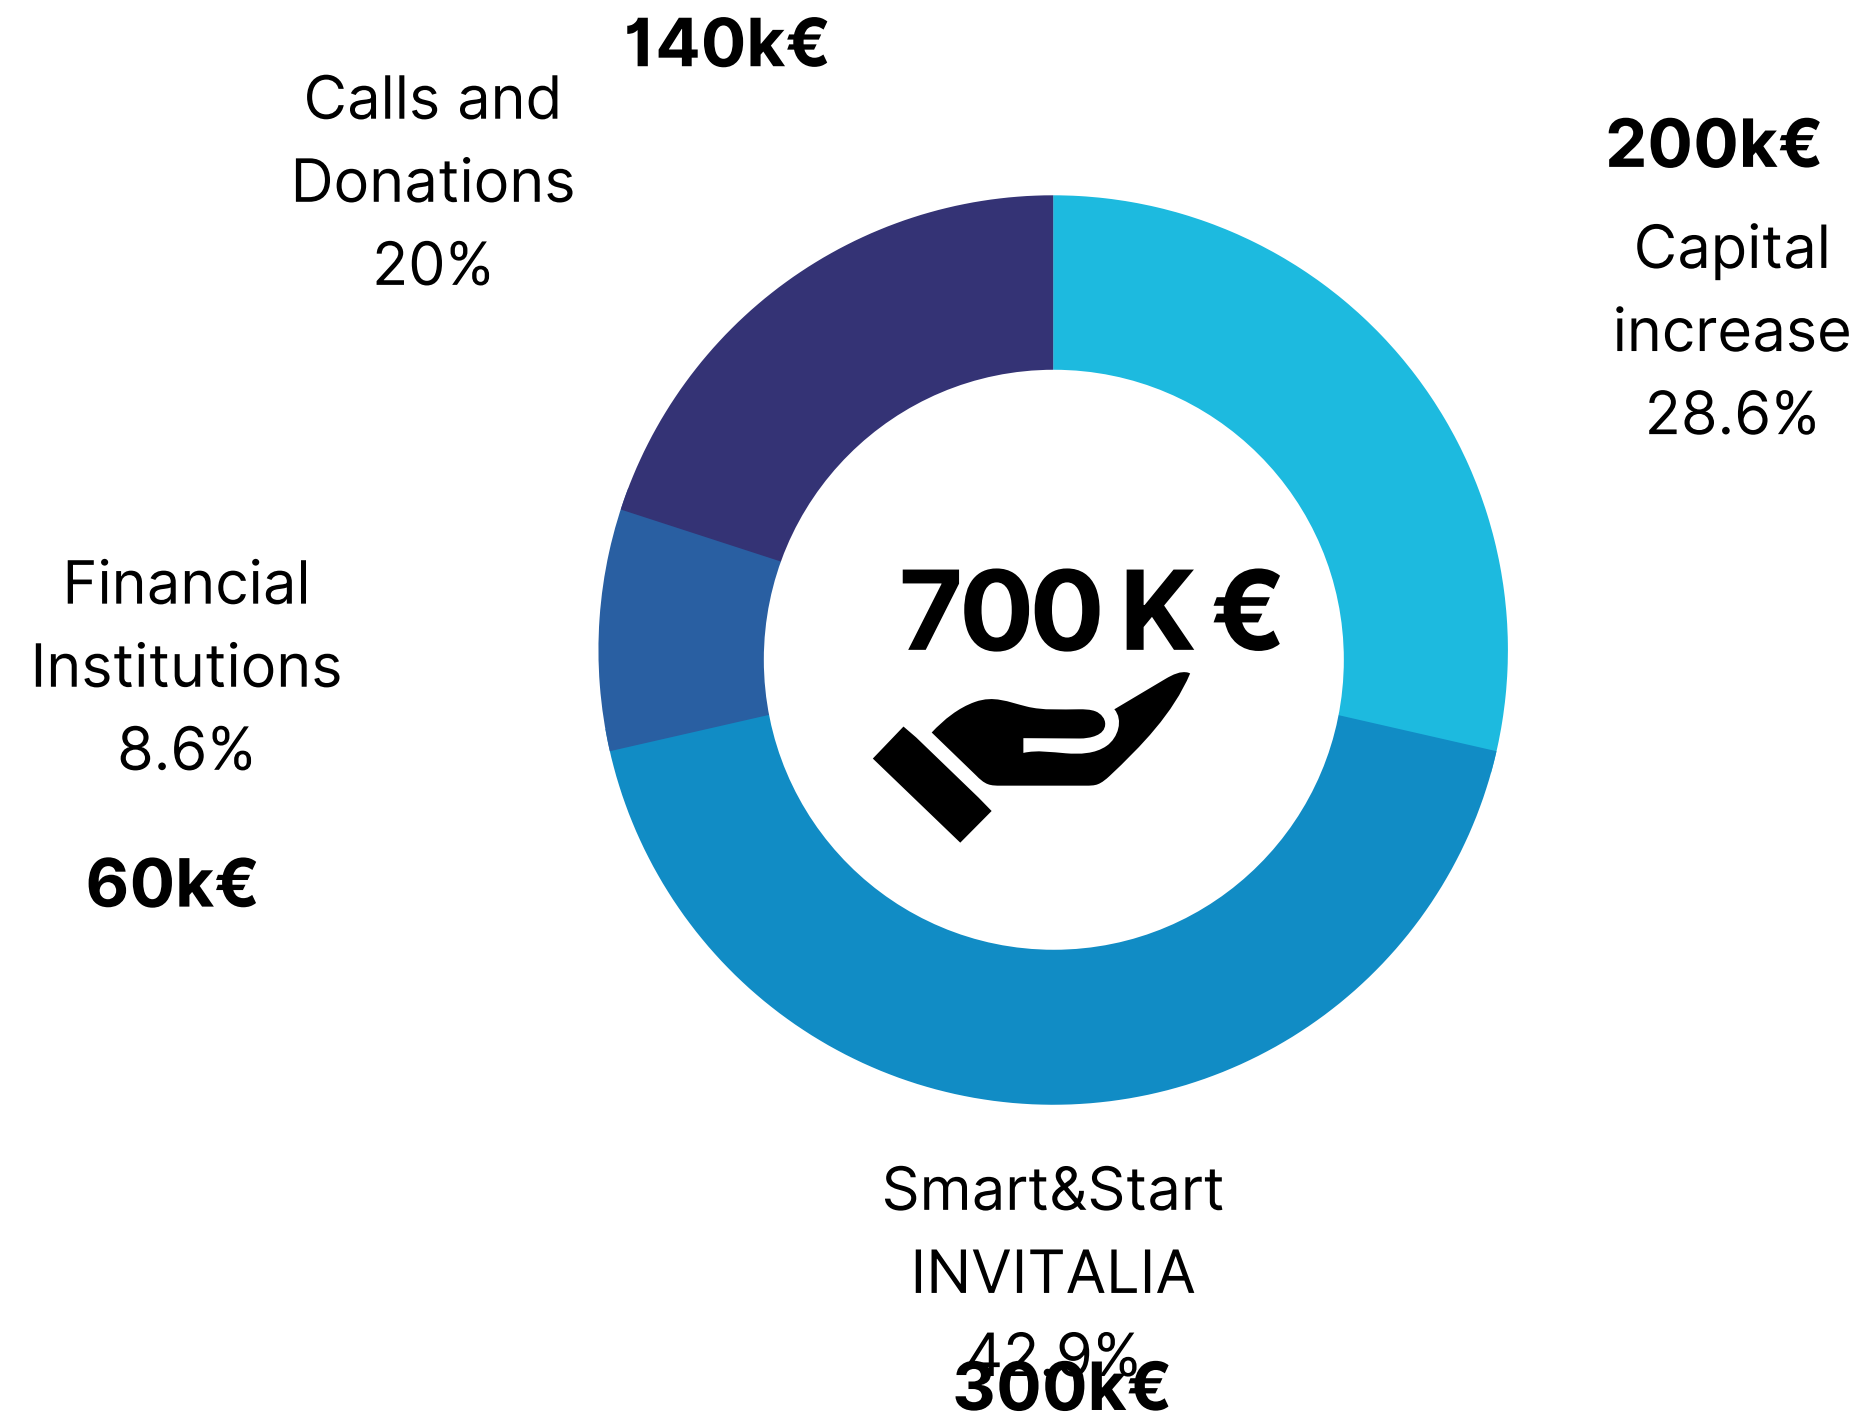 140k€
Calls and
Donations
20%
200k€
Capital
increase
28.6%
700 K €
Financial
Institutions
8.6%
60k€
Smart&Start
INVITALIA
42.9%
300k€